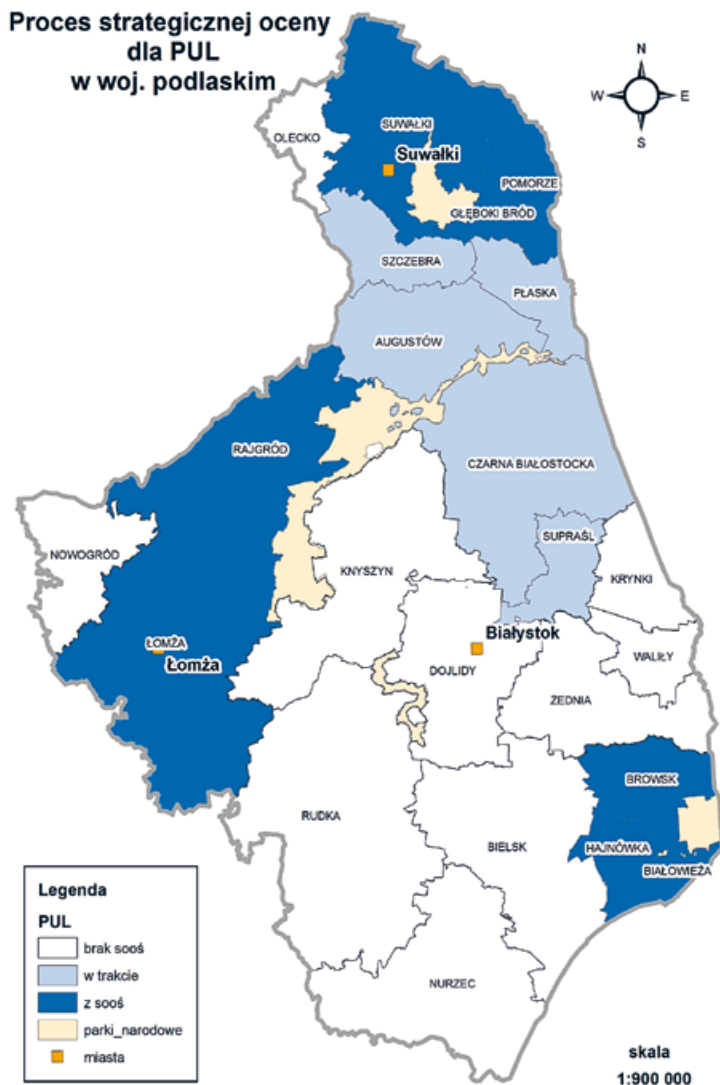 Proces strategicznej oceny
dla PUL
w woj. podlaskim
N
W
E
S
OLECKO
SUWAŁKI
Suwałki
POMORZE
GŁĘBOKI BRÓD
SZCZEBRA
PŁASKA
AUGUSTÓW
RAJGRÓD
CZARNA BIAŁOSTOCKA
NOWOGRÓD
SUPRAŚL
KNYSZYN
KRYNKI
Białystok
ŁOMŻA
Łomża
DOJLIDY
WALIŁY
ŻEDNIA
BROWSK
RUDKA
BIELSK
HAJNÓWKA
BIAŁOWIEŻA
NURZEC
Legenda
PUL
brak sooś
w trakcie
z sooś
parki_narodowe
miasta
skala
1:900 000